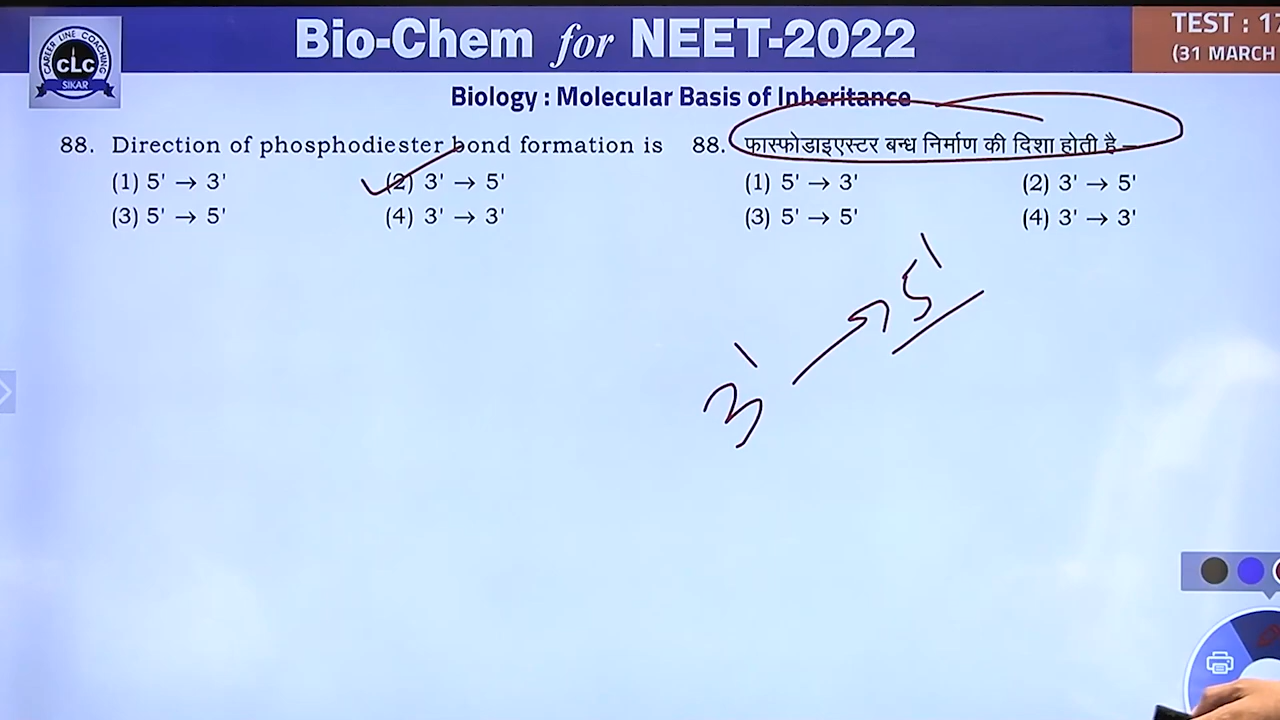 CAREER LINE COACHING
CLC
SIKAR
Bio-Chem for NEET-2022
TEST : 17
(31 MARCH
Biology : Molecular Basis of Inheritance
88. Direction of phosphodiester bond formation is
(1) 5' → 3' (2) 3' → 5'
(3) 5' → 5' (4) 3' → 3'
88. फास्फोडाइएस्टर बन्ध निर्माण की दिशा होती है –
(1) 5' → 3' (2) 3' → 5'
(3) 5' → 5' (4) 3' → 3'
3' → 5'